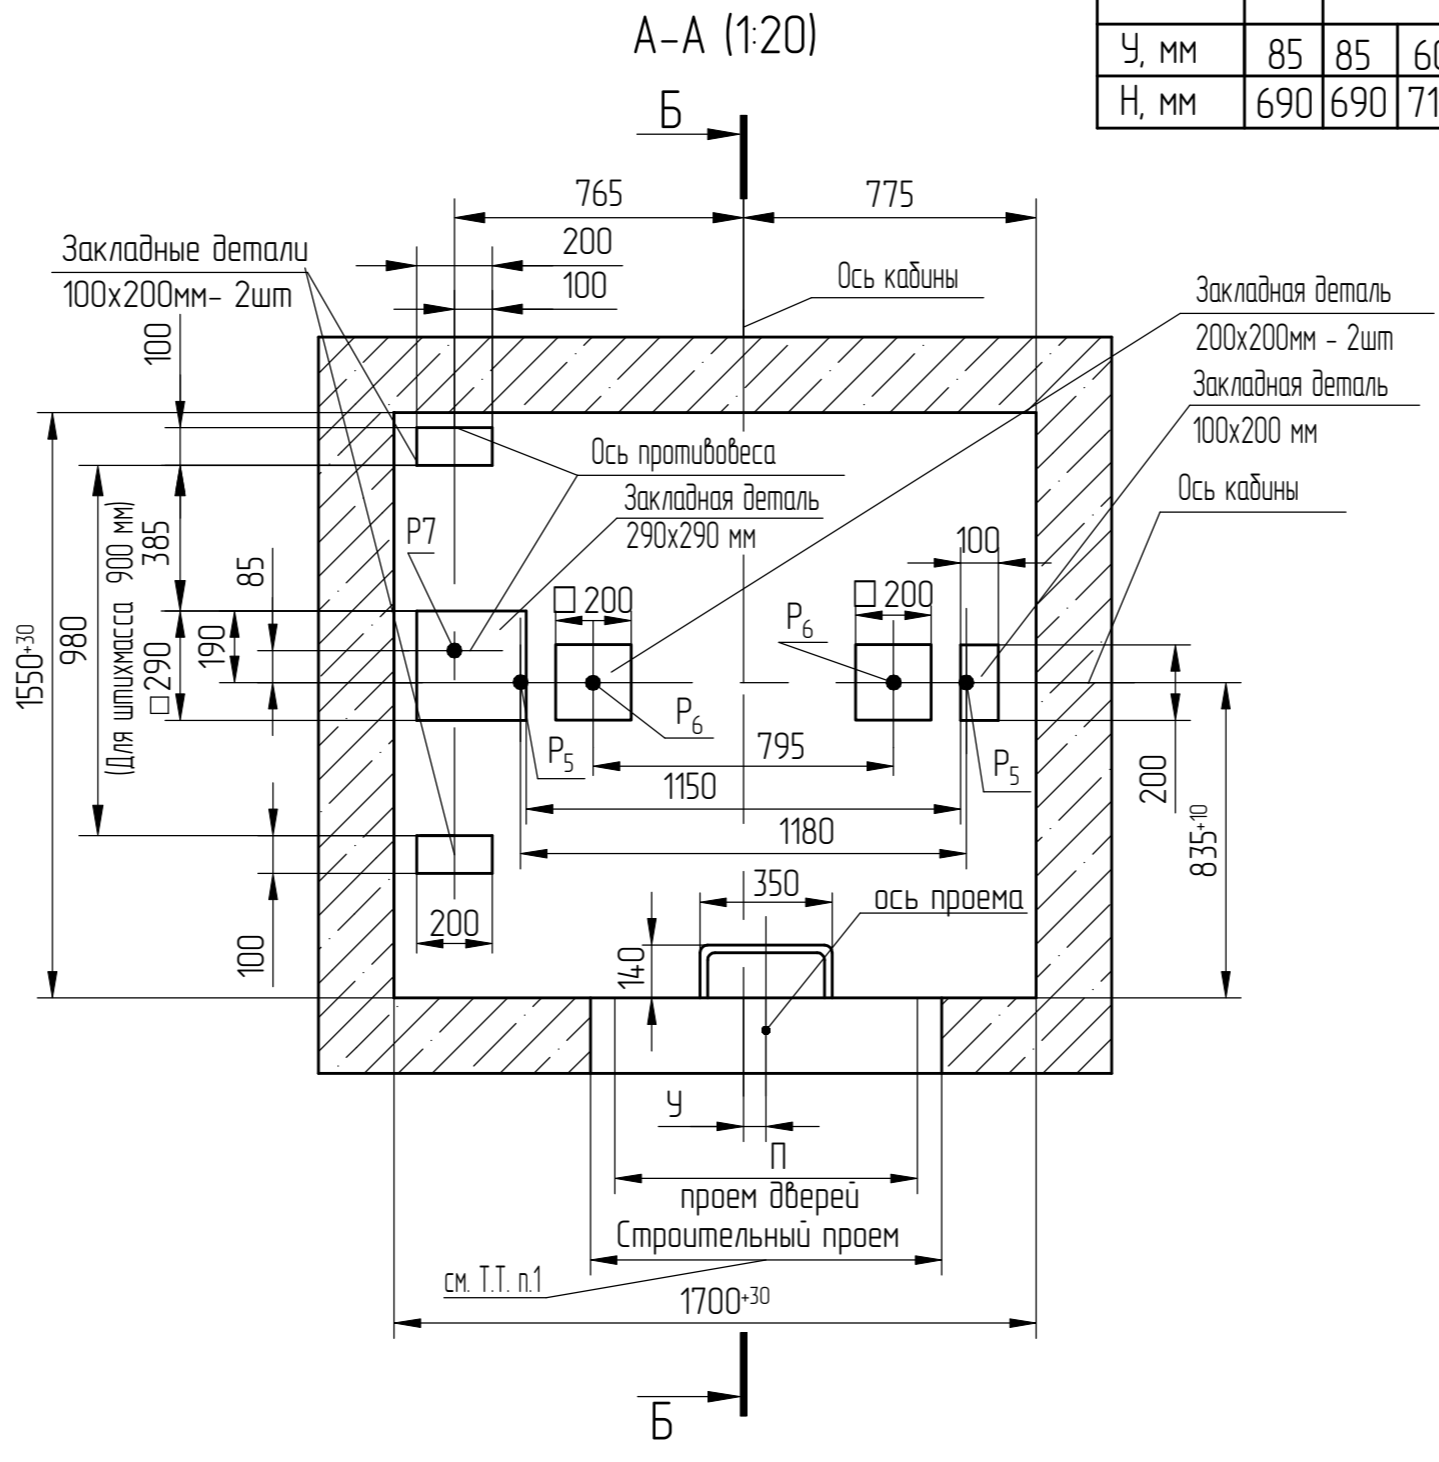 А–А (1:20)
У, мм 85 85 60
Н, мм 690 690 71
Б
765 775
Закладные детали
100х200мм– 2шт
200
100
Ось кабины
Закладная деталь
200х200мм – 2шт
Закладная деталь
100х200 мм
Ось кабины
100
Ось противовеса
Закладная деталь
290х290 мм
Р7
100
□200
□200
Р6
1550+30
980
(Для штихмасса 900 мм)
385
□290
190
85
Р6
Р5
Р5
795
1150
1180
200
835+10
350
ось проема
140
200
100
У
П
проем дверей
Строительный проем
см. Т.Т. п.1
1700+30
Б